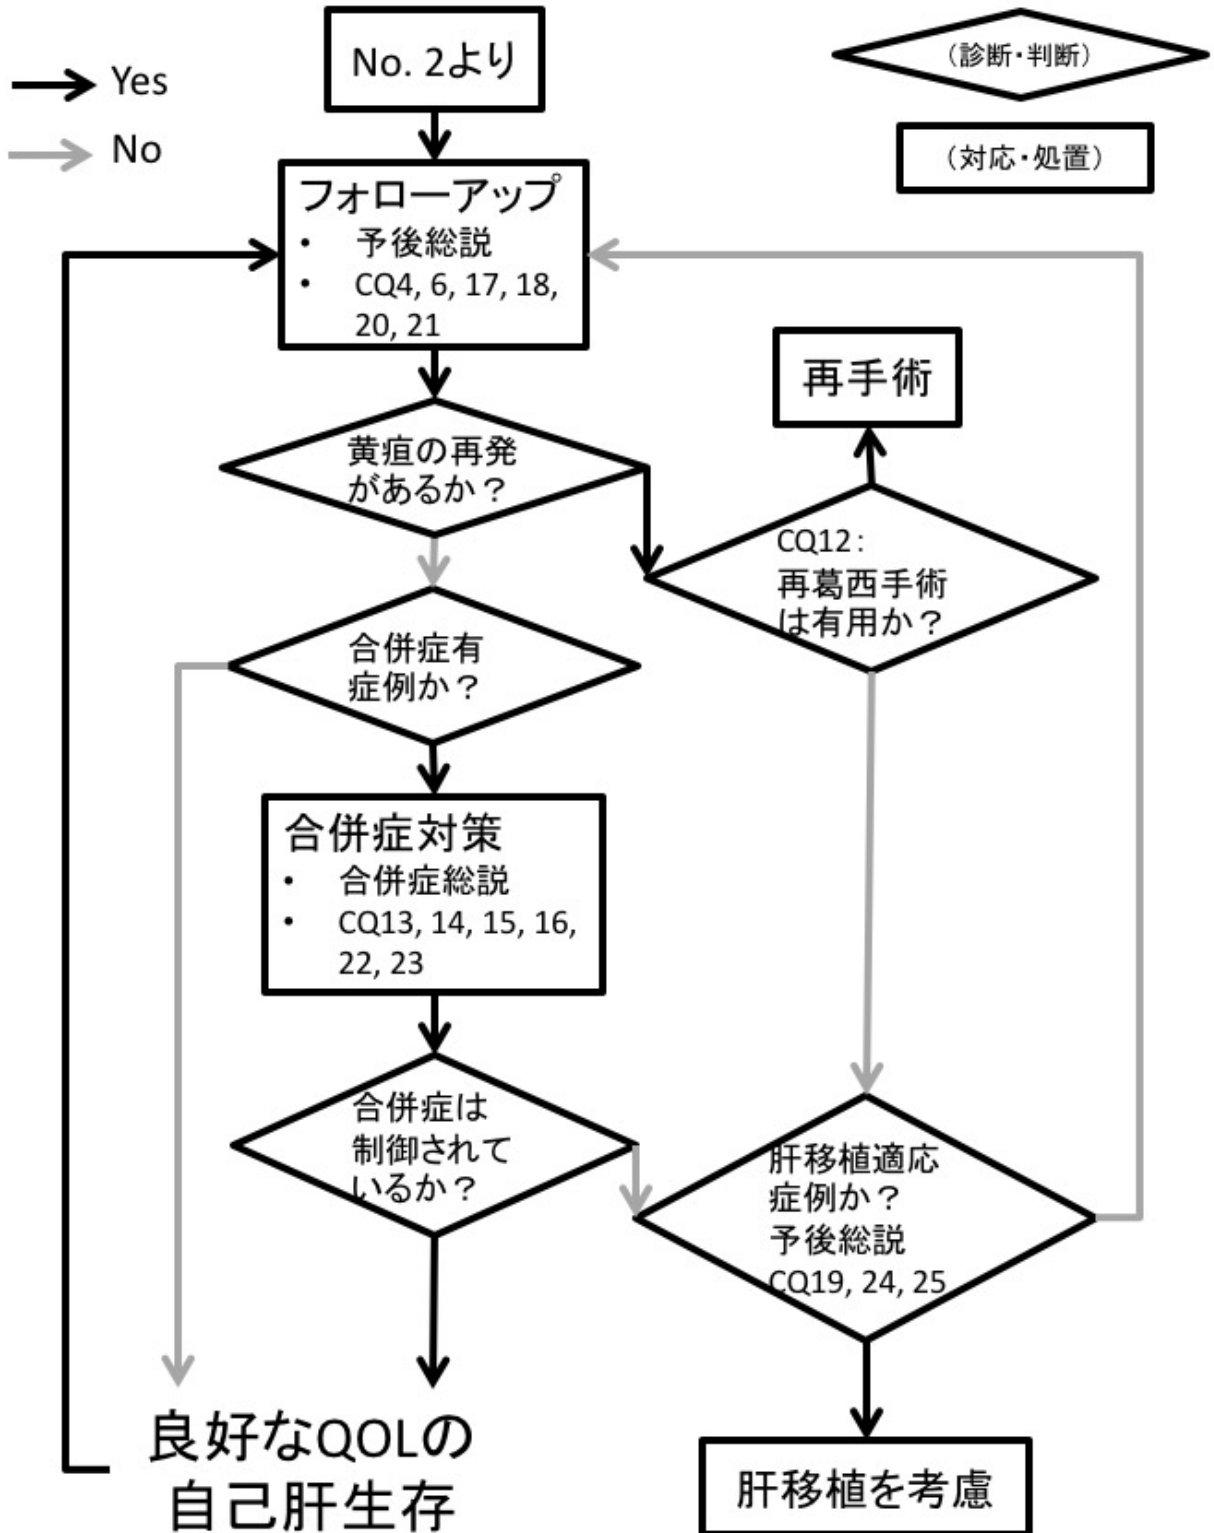 No. 2より
Yes
No
(診断・判断)
(対応・処置)
フォローアップ
• 予後総説
• CQ4, 6, 17, 18,
20, 21
再手術
黄疸の再発
があるか？
CQ12：
再葛西手術
は有用か？
合併症有
症例か？
合併症対策
• 合併症総説
• CQ13, 14, 15, 16,
22, 23
合併症は
制御されて
いるか？
肝移植適応
症例か？
予後総説
CQ19, 24, 25
良好なQOLの
自己肝生存
肝移植を考慮